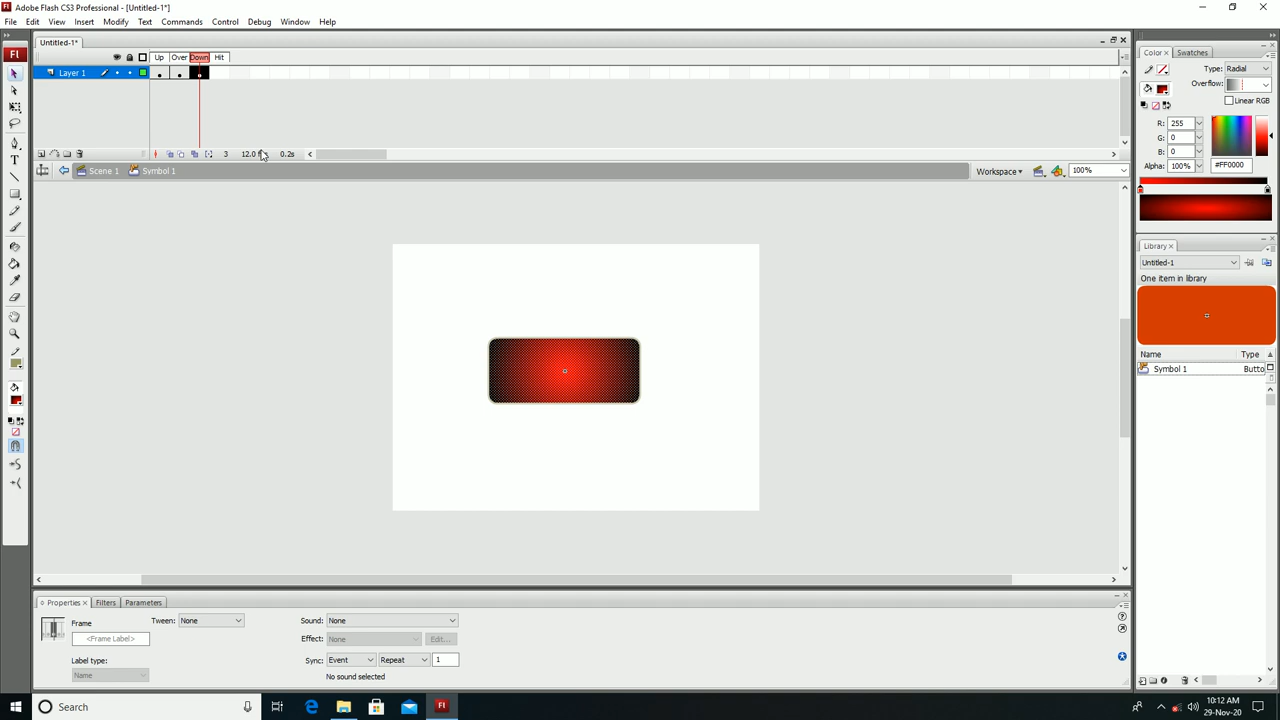 Adobe Flash CS3 Professional - [Untitled-1*]
File Edit View Insert Modify Text Commands Control Debug Window Help
Fl
Untitled-1*
Up Over Down Hit
Layer 1
3 12.0 0.2s
Scene 1 Symbol 1
Workspace 100%
Color × Swatches
Type: Radial
Overflow:
Linear RGB
R: 255
G: 0
B: 0
Alpha: 100% #FF0000
Library ×
Untitled-1
One item in library
Name Type
Symbol 1 Butto
Properties × Filters Parameters
Frame
<Frame Label>
Label type:
Name
Tween: None
Sound: None
Effect: None Edit...
Sync: Event Repeat 1
No sound selected
Search
Fl
10:12 AM
29-Nov-20